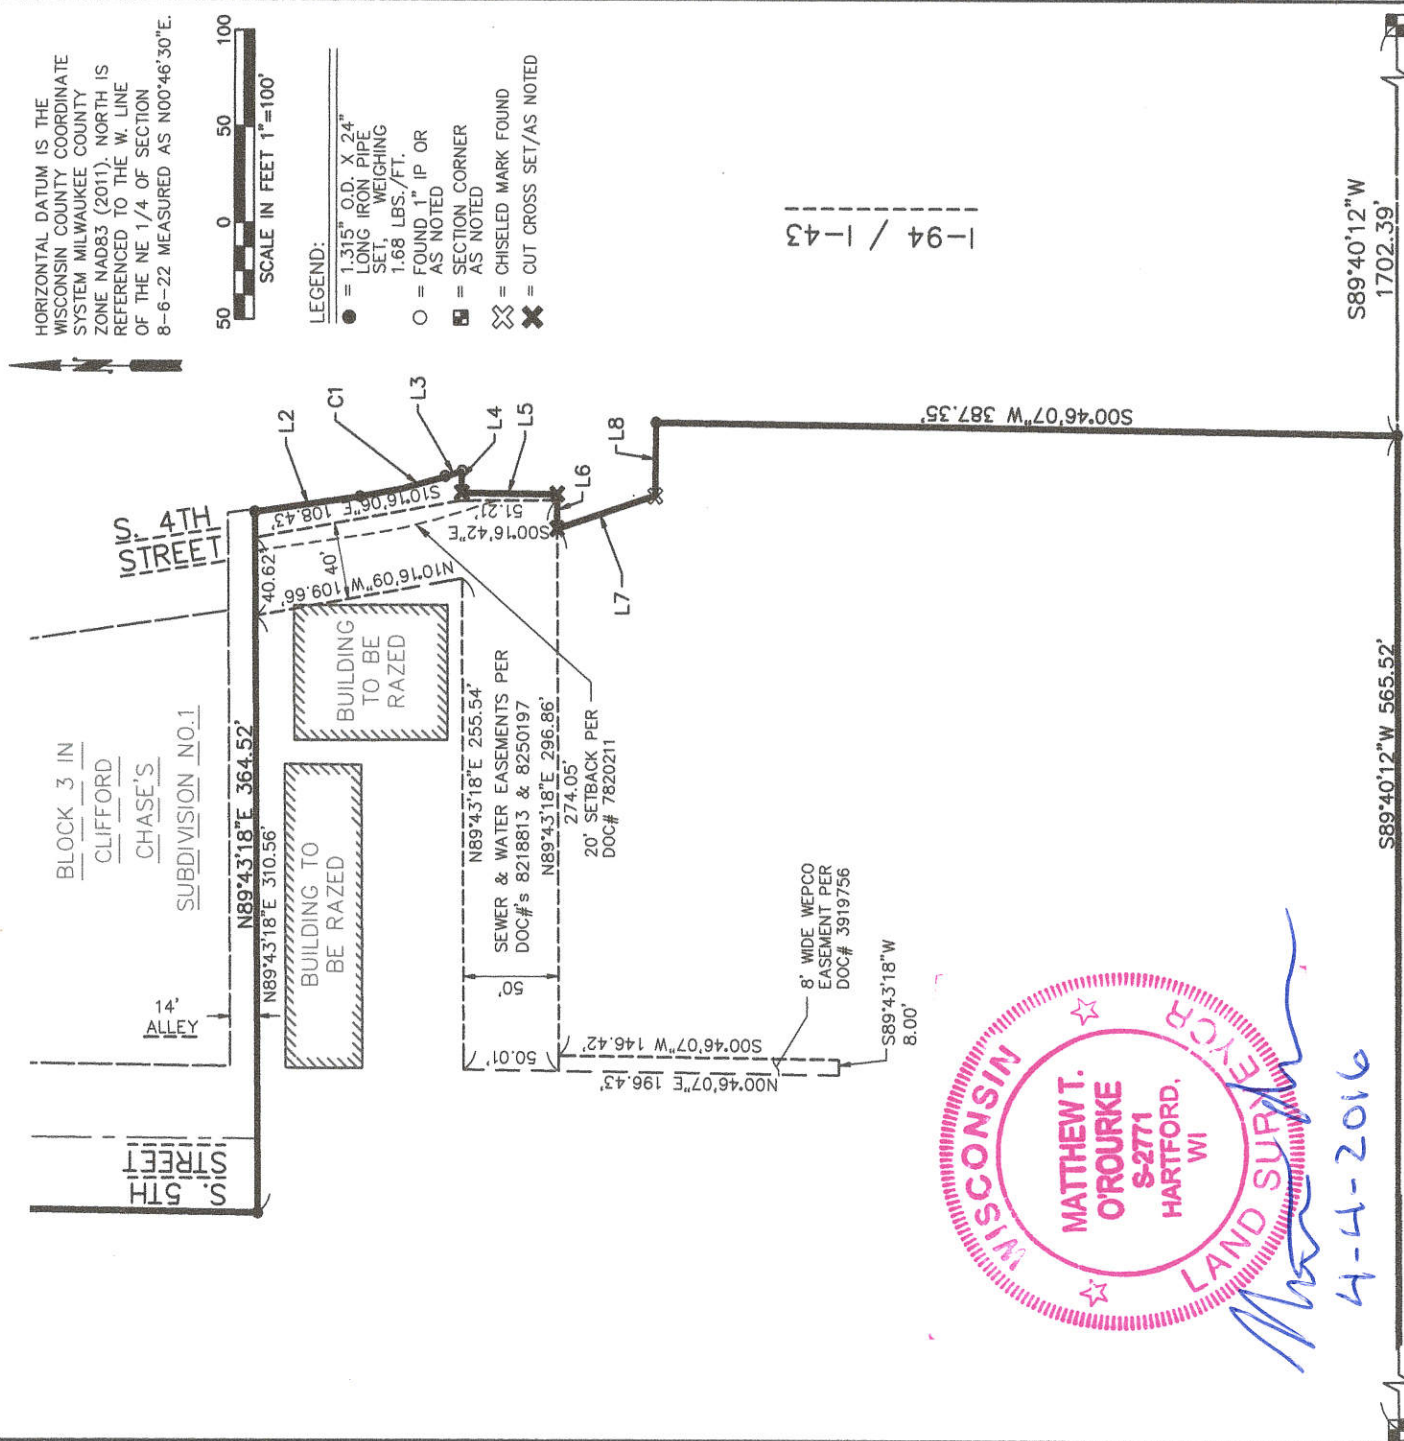 HORIZONTAL DATUM IS THE
WISCONSIN COUNTY COORDINATE
SYSTEM MILWAUKEE COUNTY
ZONE NAD83 (2011). NORTH IS
REFERENCED TO THE W. LINE
OF THE NE 1/4 OF SECTION
8-6-22 MEASURED AS N00°46'30"E.
N
50 0 50 100
SCALE IN FEET 1"=100'
LEGEND:
= 1.315" O.D. X 24"
LONG IRON PIPE
SET, WEIGHING
1.68 LBS./FT.
= FOUND 1" IP OR
AS NOTED
= SECTION CORNER
AS NOTED
= CHISELED MARK FOUND
= CUT CROSS SET/AS NOTED
I-94 / I-43
S89°40'12"W
1702.39'
L2
C1
L3
L4
L5
L6
L7
L8
S00°46'07"W 387.35'
S. 4TH
STREET
S10°16'06"E 108.43'
40.62'
40'
N10°16'09"W 109.66'
51.21'
S00°16'42"E
BLOCK 3 IN
CLIFFORD
CHASE'S
SUBDIVISION NO.1
N89°43'18"E 364.52'
N89°43'18"E 310.56'
BUILDING
TO BE
RAZED
BUILDING TO
BE RAZED
14'
ALLEY
S. 5TH
STREET
N89°43'18"E 255.54'
SEWER & WATER EASEMENTS PER
DOC#'s 8218813 & 8250197
N89°43'18"E 296.86'
274.05'
20' SETBACK PER
DOC# 7820211
50'
50.01'
8' WIDE WEPCO
EASEMENT PER
DOC# 3919756
S00°46'07"W 146.42'
N00°46'07"E 196.43'
S89°43'18"W
8.00'
S89°40'12"W 565.52'
WISCONSIN
MATTHEW T.
O'ROURKE
S-2771
HARTFORD,
WI
LAND SURVEYOR
4-4-2016